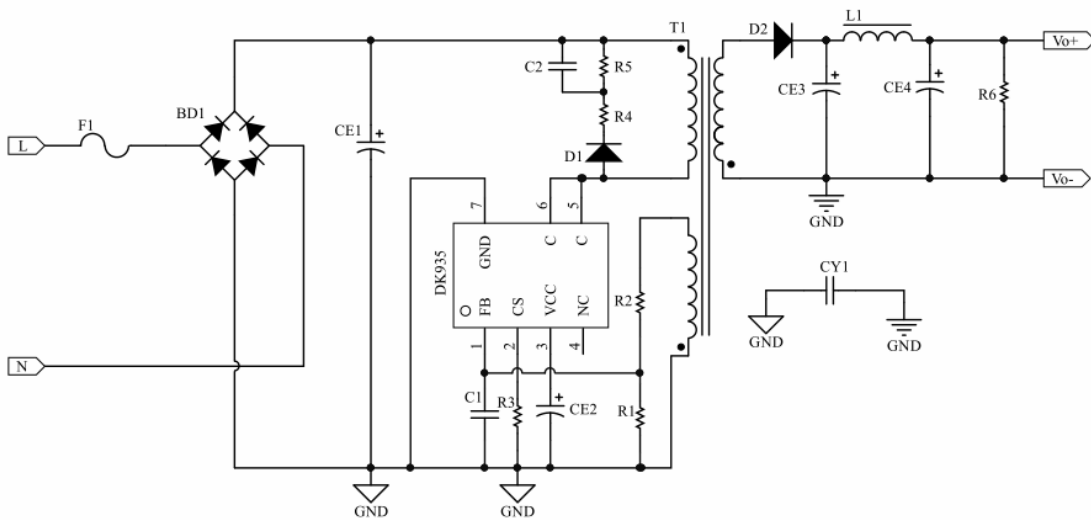 T1
D2
L1
Vo+
C2
R5
CE3
CE4
R6
F1
BD1
R4
L
CE1
D1
Vo-
GND
7
6
5
GND
C
C
DK935
FB
CS
VCC
NC
R2
CY1
GND
GND
1
2
3
4
N
C1
R3
CE2
R1
GND
GND